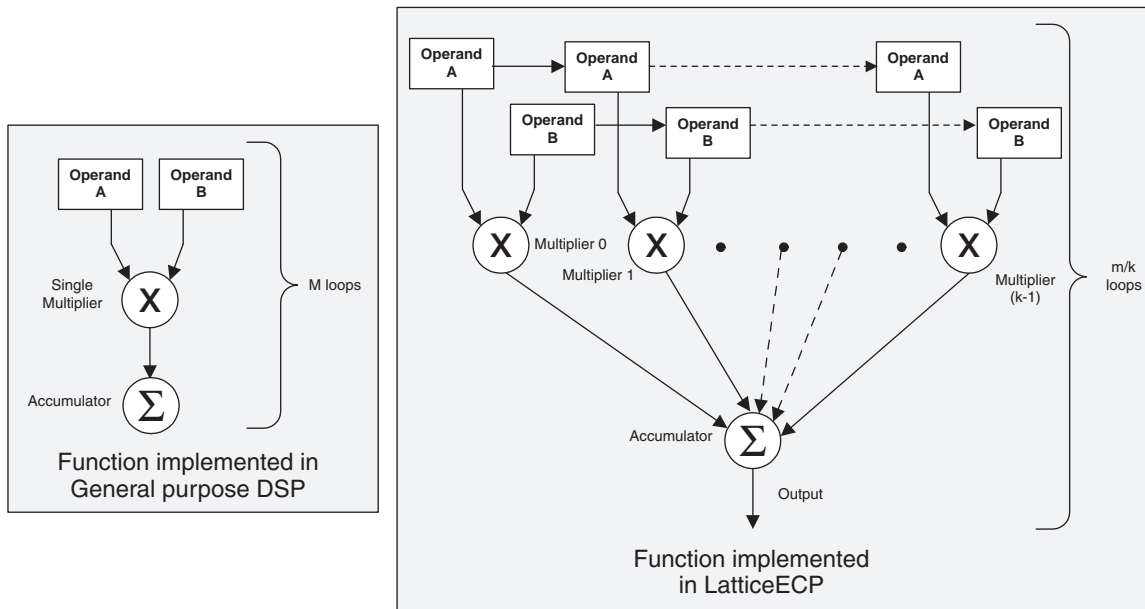 Operand
A
Operand
B
Single
Multiplier
X
M loops
Accumulator
Σ
Function implemented in
General purpose DSP
Operand
A
Operand
A
Operand
A
Operand
B
Operand
B
Operand
B
X
Multiplier 0
Multiplier 1
X
X
Multiplier
(k-1)
m/k
loops
Accumulator
Σ
Output
Function implemented
in LatticeECP